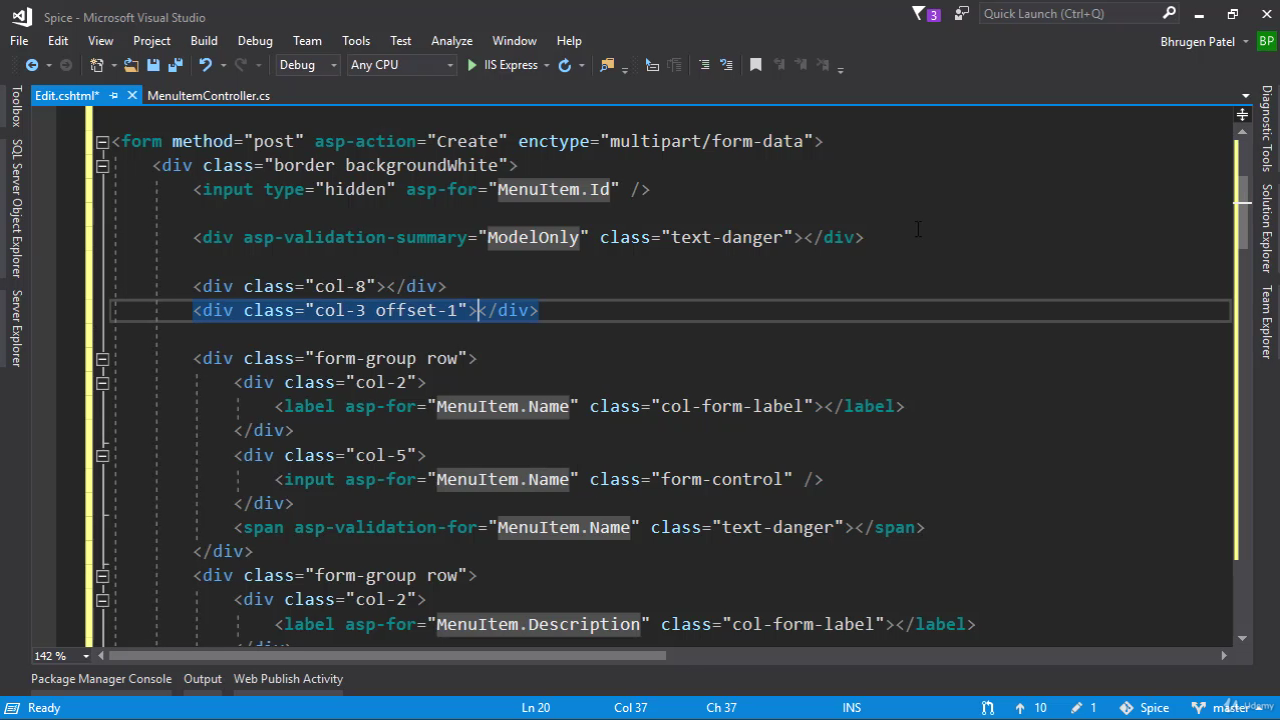 Spice - Microsoft Visual Studio
3
Quick Launch (Ctrl+Q)
File Edit View Project Build Debug Team Tools Test Analyze Window Help
Bhrugen Patel BP
Debug Any CPU IIS Express
Edit.cshtml* MenuItemController.cs
Toolbox
SQL Server Object Explorer
Server Explorer
<form method="post" asp-action="Create" enctype="multipart/form-data">
<div class="border backgroundWhite">
<input type="hidden" asp-for="MenuItem.Id" />
<div asp-validation-summary="ModelOnly" class="text-danger"></div>
<div class="col-8"></div>
<div class="col-3 offset-1"></div>
<div class="form-group row">
<div class="col-2">
<label asp-for="MenuItem.Name" class="col-form-label"></label>
</div>
<div class="col-5">
<input asp-for="MenuItem.Name" class="form-control" />
</div>
<span asp-validation-for="MenuItem.Name" class="text-danger"></span>
</div>
<div class="form-group row">
<div class="col-2">
<label asp-for="MenuItem.Description" class="col-form-label"></label>
</div>
Diagnostic Tools
Solution Explorer
Team Explorer
142 %
Package Manager Console Output Web Publish Activity
Ready Ln 20 Col 37 Ch 37 INS 10 1 Spice master
Udemy